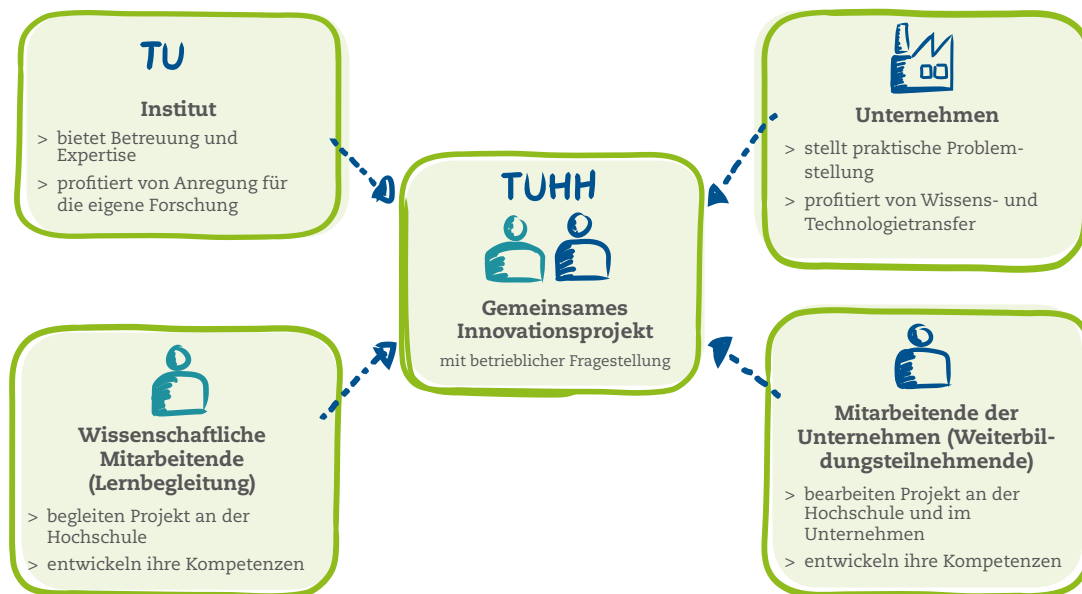 TU
Institut
> bietet Betreuung und
Expertise
> profitiert von Anregung für
die eigene Forschung
Unternehmen
> stellt praktische Problem-
stellung
> profitiert von Wissens- und
Technologietransfer
TUHH
Gemeinsames
Innovationsprojekt
mit betrieblicher Fragestellung
Wissenschaftliche
Mitarbeitende
(Lernbegleitung)
> begleiten Projekt an der
Hochschule
> entwickeln ihre Kompetenzen
Mitarbeitende der
Unternehmen (Weiterbil-
dungsteilnehmende)
> bearbeiten Projekt an der
Hochschule und im
Unternehmen
> entwickeln ihre Kompetenzen